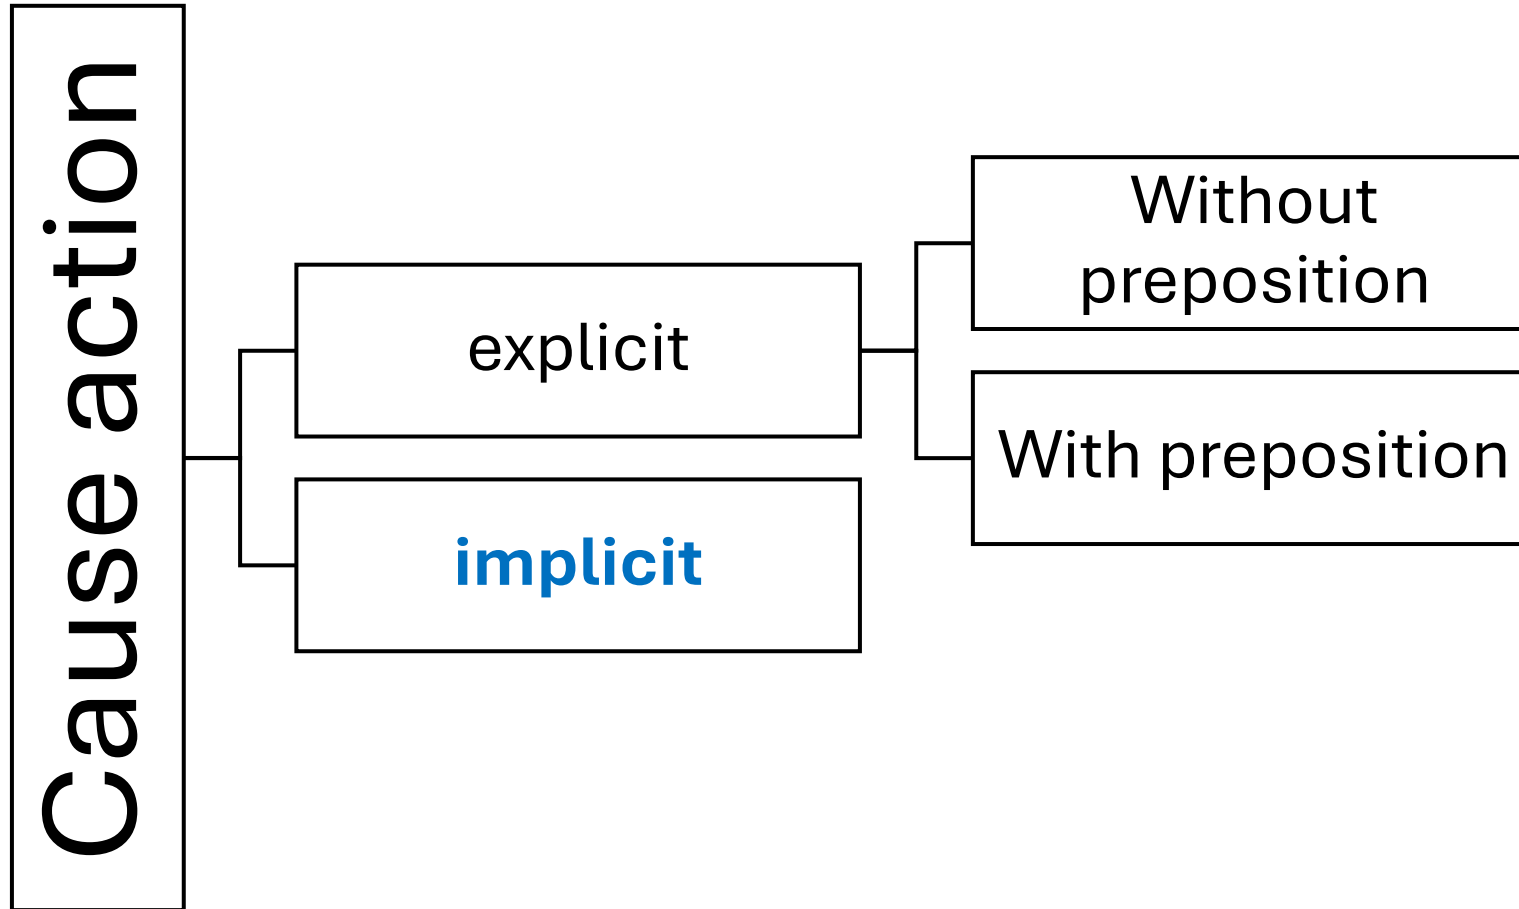 Cause action
explicit
implicit
Without
preposition
With preposition